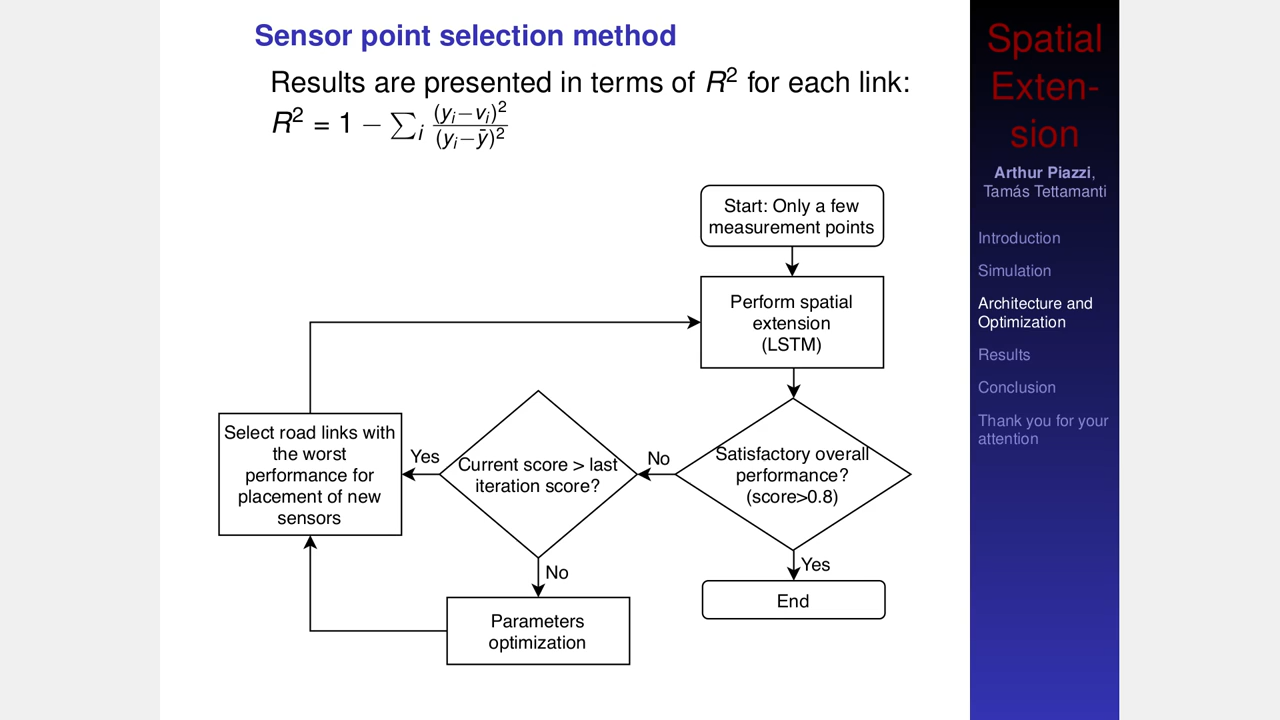 Sensor point selection method
Results are presented in terms of R² for each link:
R² = 1 − ∑ᵢ (yᵢ−vᵢ)² / (yᵢ−ȳ)²
Start: Only a few
measurement points
Perform spatial
extension
(LSTM)
Satisfactory overall
performance?
(score>0.8)
No
Yes
End
Current score > last
iteration score?
Yes
No
Select road links with
the worst
performance for
placement of new
sensors
Parameters
optimization
Spatial
Exten-
sion
Arthur Piazzi,
Tamás Tettamanti
Introduction
Simulation
Architecture and
Optimization
Results
Conclusion
Thank you for your
attention